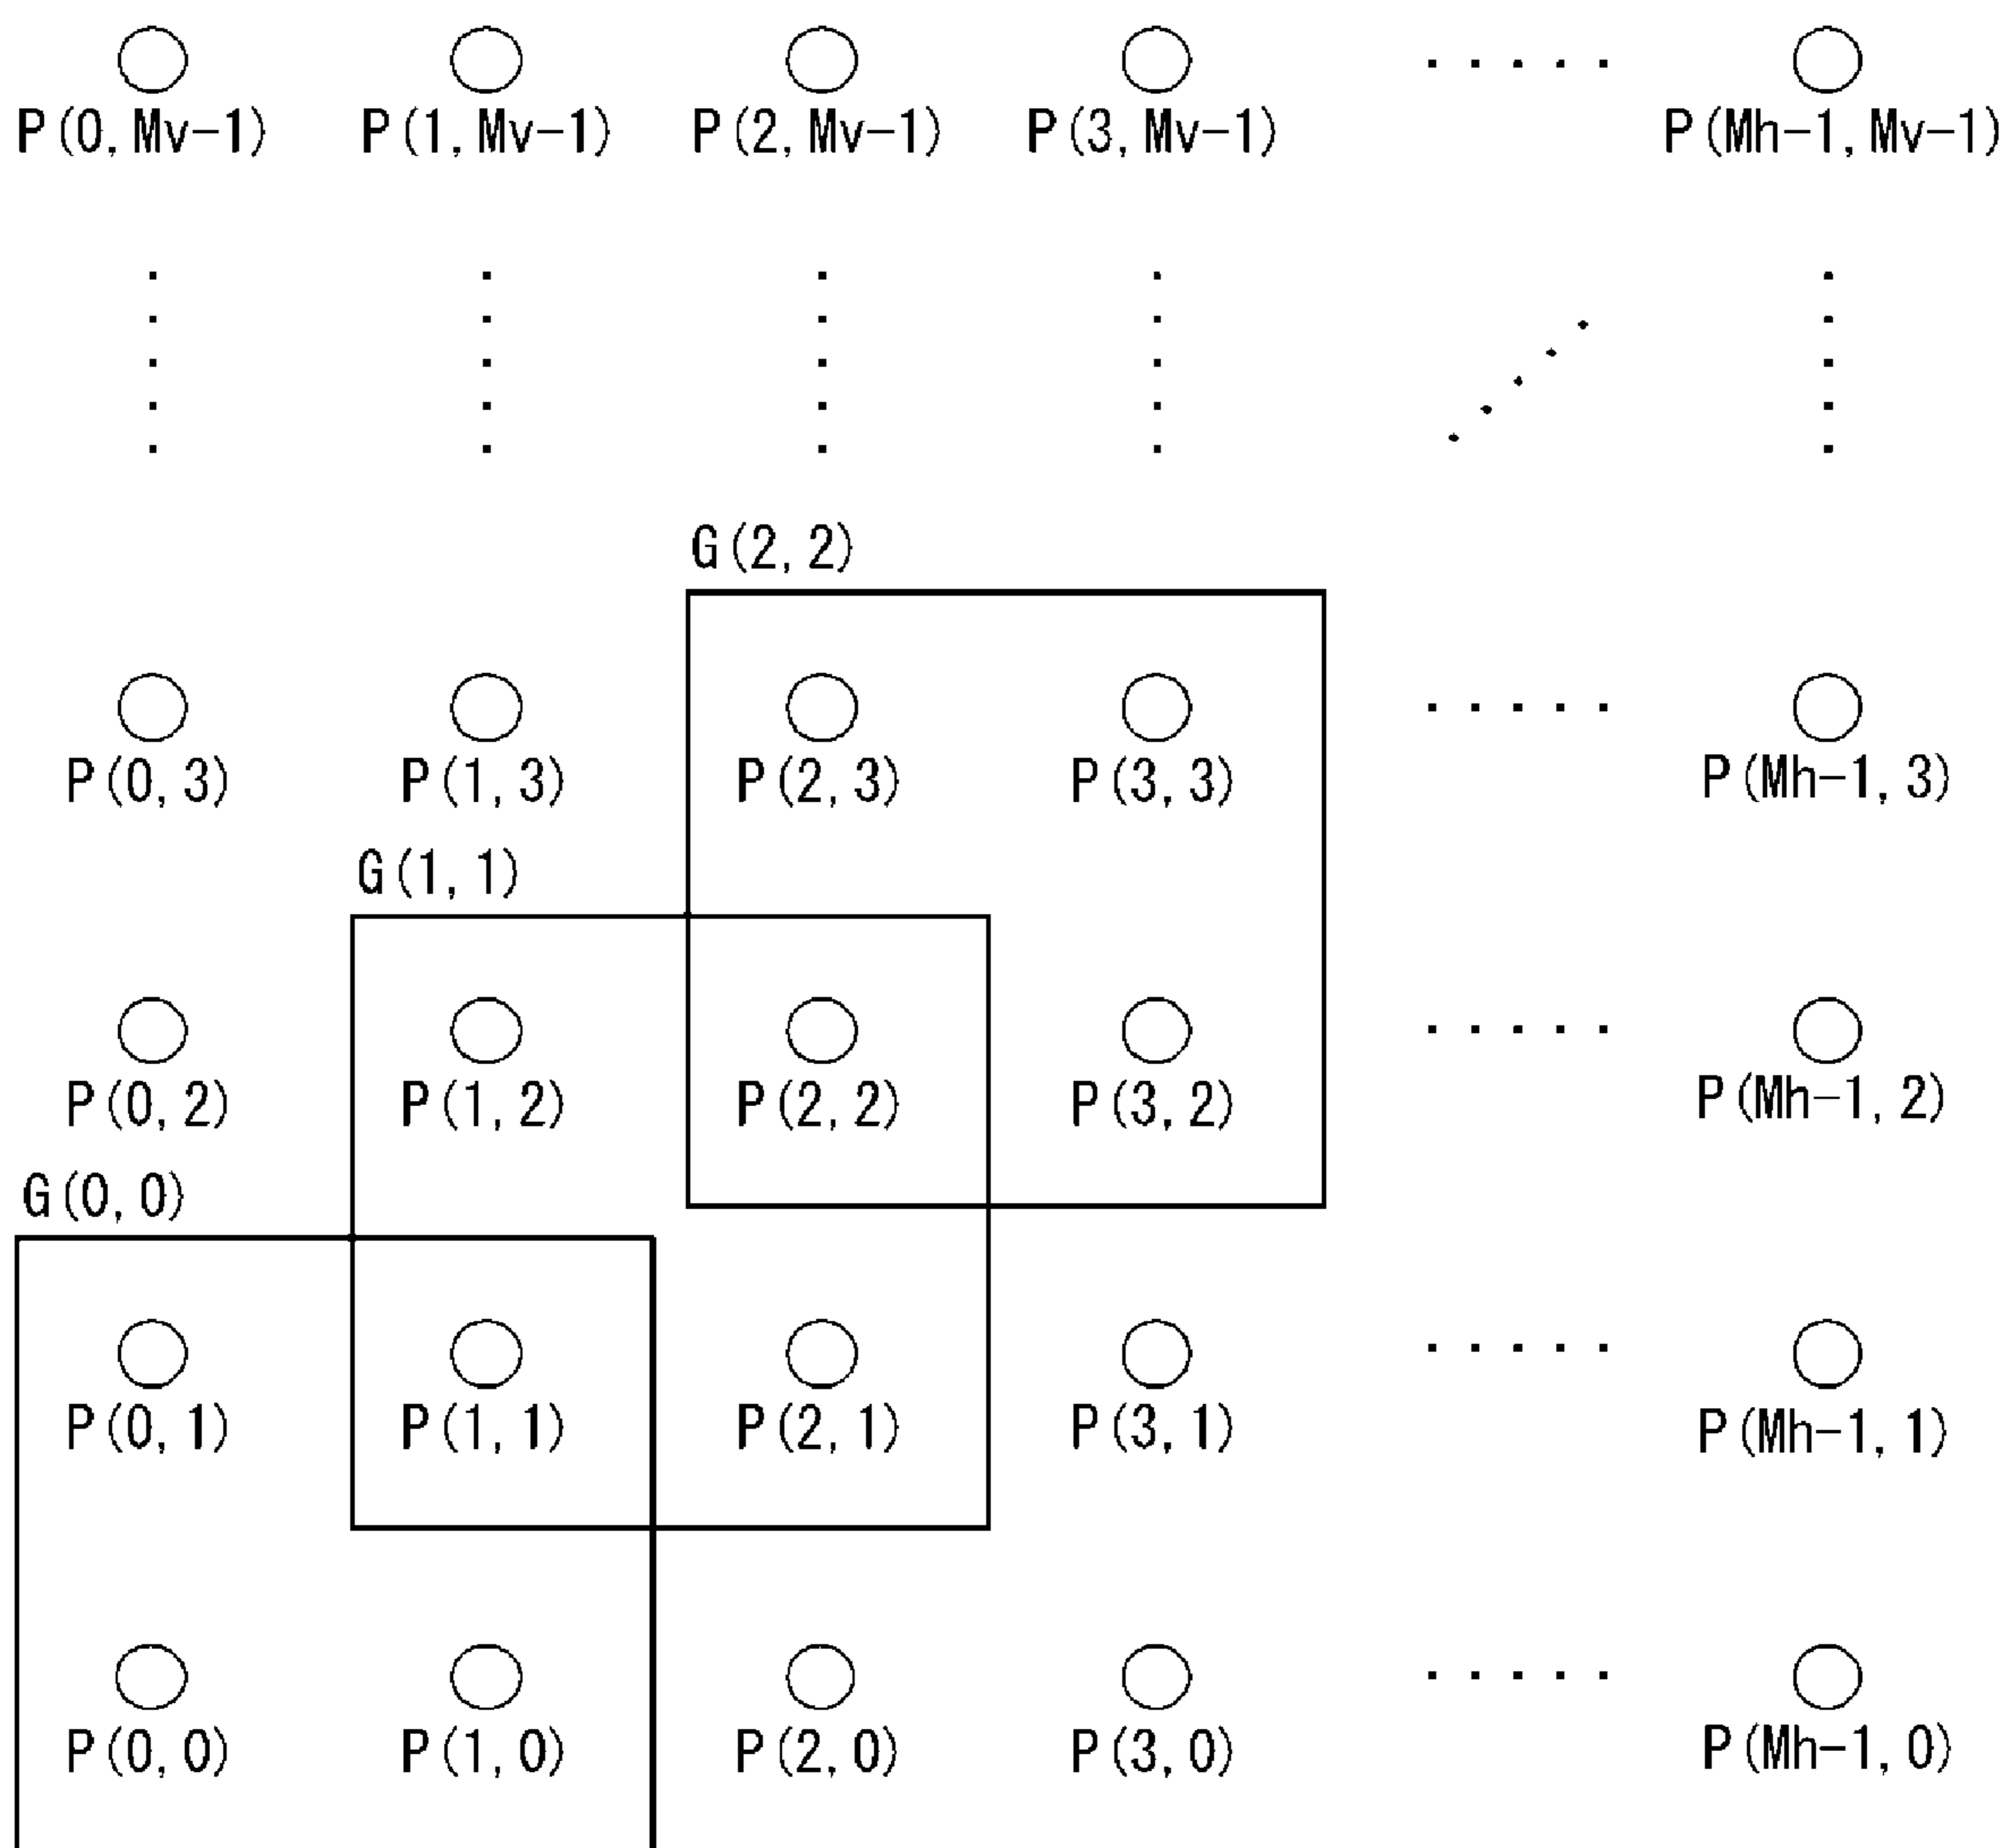 P(0,Mv-1) P(1,Mv-1) P(2,Mv-1) P(3,Mv-1) P(Mh-1,Mv-1)
G(2,2)
P(0,3) P(1,3) P(2,3) P(3,3) P(Mh-1,3)
G(1,1)
P(0,2) P(1,2) P(2,2) P(3,2) P(Mh-1,2)
G(0,0)
P(0,1) P(1,1) P(2,1) P(3,1) P(Mh-1,1)
P(0,0) P(1,0) P(2,0) P(3,0) P(Mh-1,0)